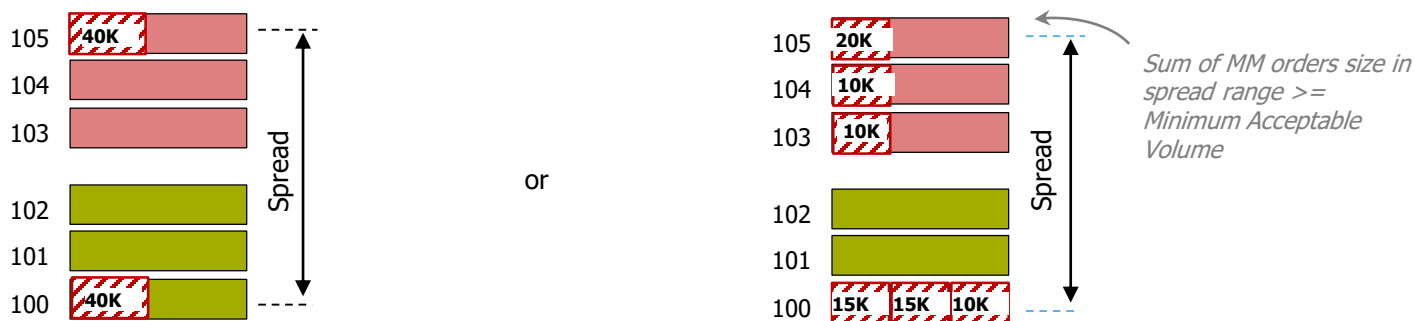 105 40K
104
103
Spread
102
101
100 40K
or
105 20K
104 10K
103 10K
Spread
102
101
100 15K 15K 10K
Sum of MM orders size in
spread range >=
Minimum Acceptable
Volume